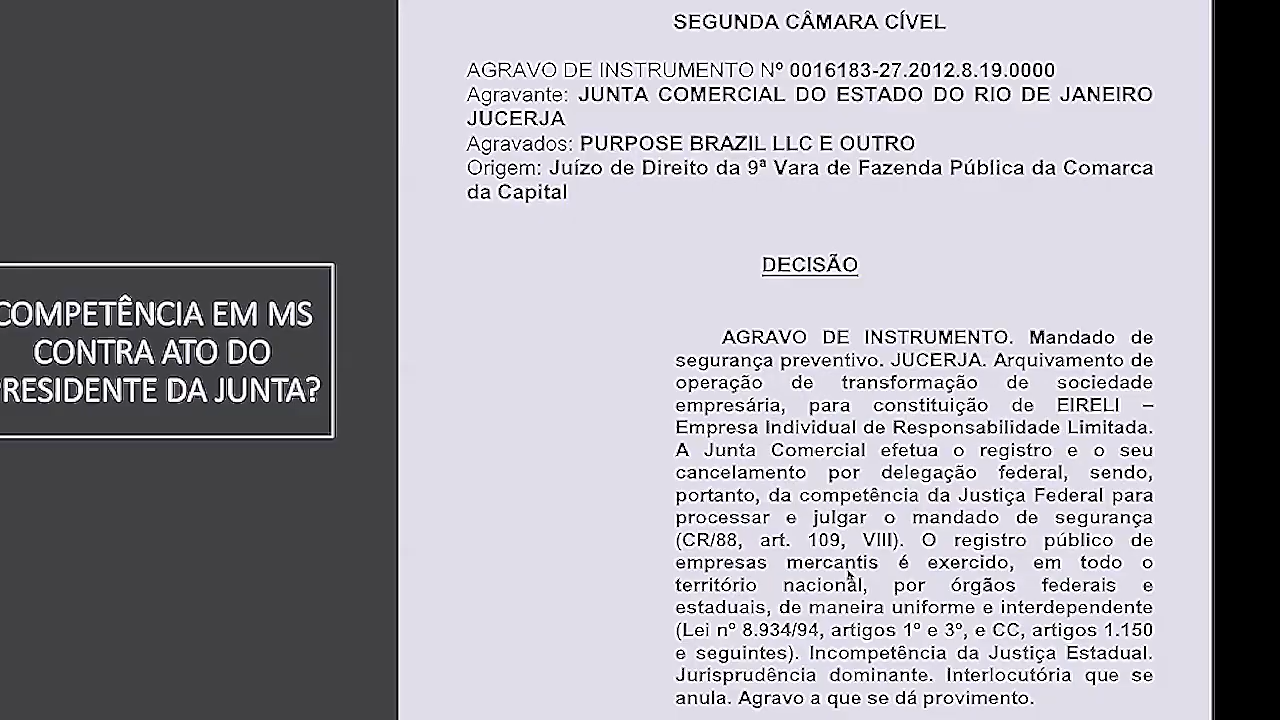 SEGUNDA CÂMARA CÍVEL
AGRAVO DE INSTRUMENTO Nº 0016183-27.2012.8.19.0000
Agravante: JUNTA COMERCIAL DO ESTADO DO RIO DE JANEIRO
JUCERJA
Agravados: PURPOSE BRAZIL LLC E OUTRO
Origem: Juízo de Direito da 9ª Vara de Fazenda Pública da Comarca
da Capital
DECISÃO
COMPETÊNCIA EM MS
CONTRA ATO DO
PRESIDENTE DA JUNTA?
AGRAVO DE INSTRUMENTO. Mandado de
segurança preventivo. JUCERJA. Arquivamento de
operação de transformação de sociedade
empresária, para constituição de EIRELI –
Empresa Individual de Responsabilidade Limitada.
A Junta Comercial efetua o registro e o seu
cancelamento por delegação federal, sendo,
portanto, da competência da Justiça Federal para
processar e julgar o mandado de segurança
(CR/88, art. 109, VIII). O registro público de
empresas mercantis é exercido, em todo o
território nacional, por órgãos federais e
estaduais, de maneira uniforme e interdependente
(Lei nº 8.934/94, artigos 1º e 3º, e CC, artigos 1.150
e seguintes). Incompetência da Justiça Estadual.
Jurisprudência dominante. Interlocutória que se
anula. Agravo a que se dá provimento.